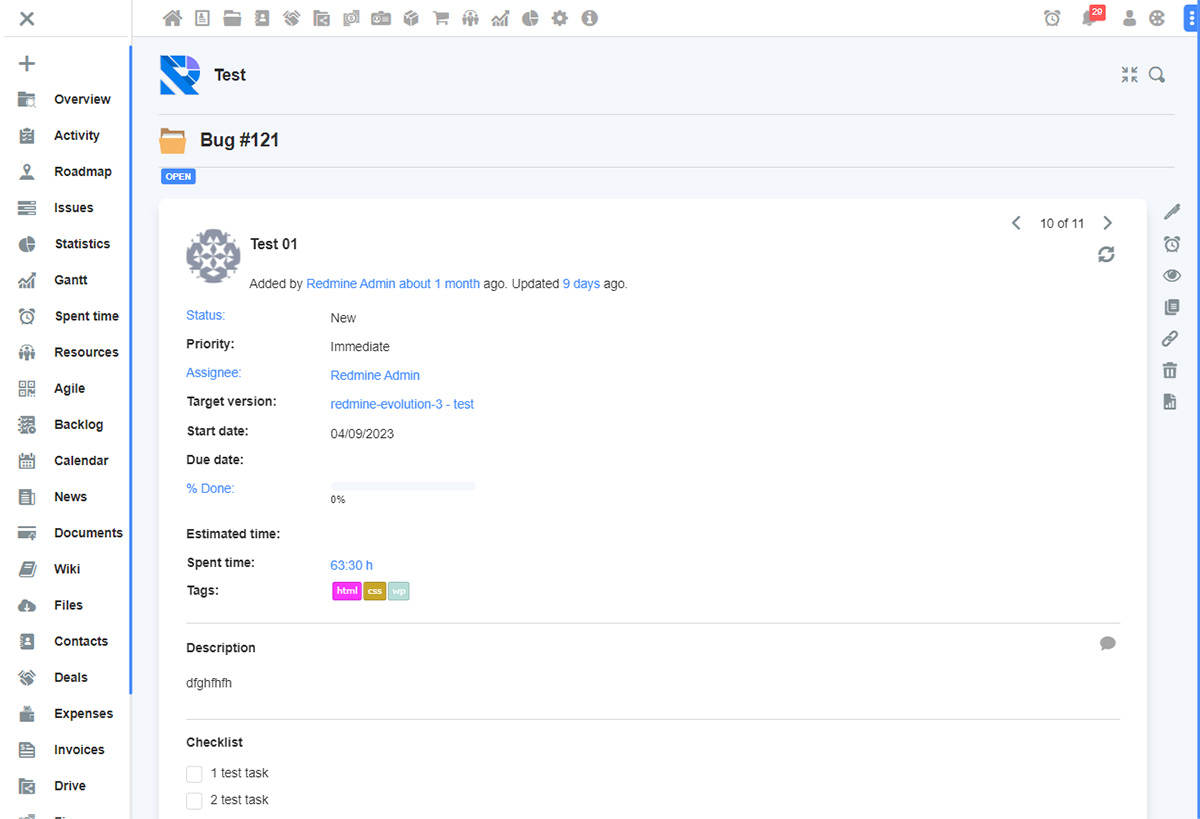 29
Test
Bug #121
OPEN
Overview
Activity
Roadmap
Issues
Statistics
Gantt
Spent time
Resources
Agile
Backlog
Calendar
News
Documents
Wiki
Files
Contacts
Deals
Expenses
Invoices
Drive
10 of 11
Test 01
Added by Redmine Admin about 1 month ago. Updated 9 days ago.
Status: New
Priority: Immediate
Assignee: Redmine Admin
Target version: redmine-evolution-3 - test
Start date: 04/09/2023
Due date:
% Done:
0%
Estimated time:
Spent time: 63:30 h
Tags: html css wp
Description
dfghfhfh
Checklist
1 test task
2 test task